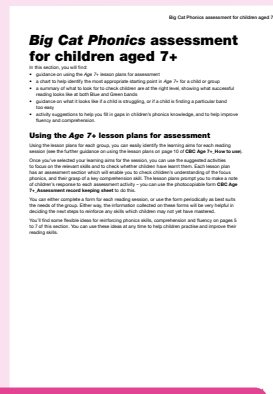 Big Cat Phonics assessment for children aged 7
Big Cat Phonics assessment
for children aged 7+
In this section, you will find:
• guidance on using the Age 7+ lesson plans for assessment
• a chart to help identify the most appropriate starting point in Age 7+ for a child or group
• a summary of what to look for to check children are at the right level, showing what successful
reading looks like at both Blue and Green bands
• guidance on what it looks like if a child is struggling, or if a child is finding a particular band
too easy
• activity suggestions to help you fill in gaps in children's phonics knowledge, and to help improve
fluency and comprehension.
Using the Age 7+ lesson plans for assessment
Using the lesson plans for each group, you can easily identify the learning aims for each reading
session (see the further guidance on using the lesson plans on page 10 of CBC Age 7+_How to use).
Once you've selected your learning aims for the session, you can use the suggested activities
to focus on the relevant skills and to check whether children have learnt them. Each lesson plan
has an assessment section which will enable you to check children's understanding of the focus
phonics, and their grasp of a key comprehension skill. The lesson plans prompt you to make a note
of children's response to each assessment activity – you can use the photocopiable form CBC Age
7+_Assessment record keeping sheet to do this.
You can either complete a form for each reading session, or use the form periodically as best suits
the needs of the group. Either way, the information collected on these forms will be very helpful in
deciding the next steps to reinforce any skills which children may not yet have mastered.
You'll find some flexible ideas for reinforcing phonics skills, comprehension and fluency on pages 5
to 7 of this section. You can use these ideas at any time to help children practise and improve their
reading skills.